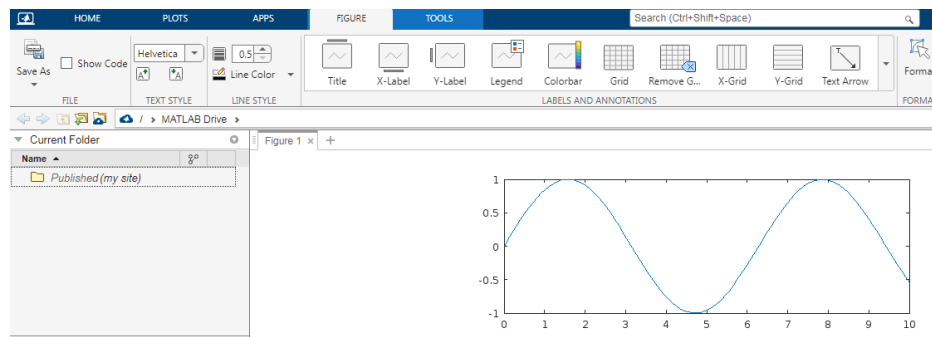 HOME PLOTS APPS FIGURE TOOLS Search (Ctrl+Shift+Space)
Save As Show Code Helvetica 0.5 Line Color A A
Title X-Label Y-Label Legend Colorbar Grid Remove G... X-Grid Y-Grid Text Arrow Forma
FILE TEXT STYLE LINE STYLE LABELS AND ANNOTATIONS FORMA
/ > MATLAB Drive >
Current Folder
Name
Published (my site)
Figure 1 × +
1
0.5
0
-0.5
-1
0 1 2 3 4 5 6 7 8 9 10